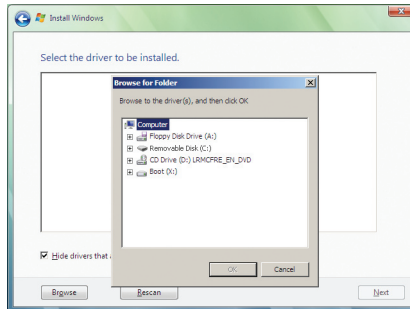 Install Windows
Select the driver to be installed.
Browse for Folder
Browse to the driver(s), and then click OK
Computer
Floppy Disk Drive (A:)
Removable Disk (C:)
CD Drive (D:) LRMCFRE_EN_DVD
Boot (X:)
Hide drivers that
OK
Cancel
Browse
Rescan
Next